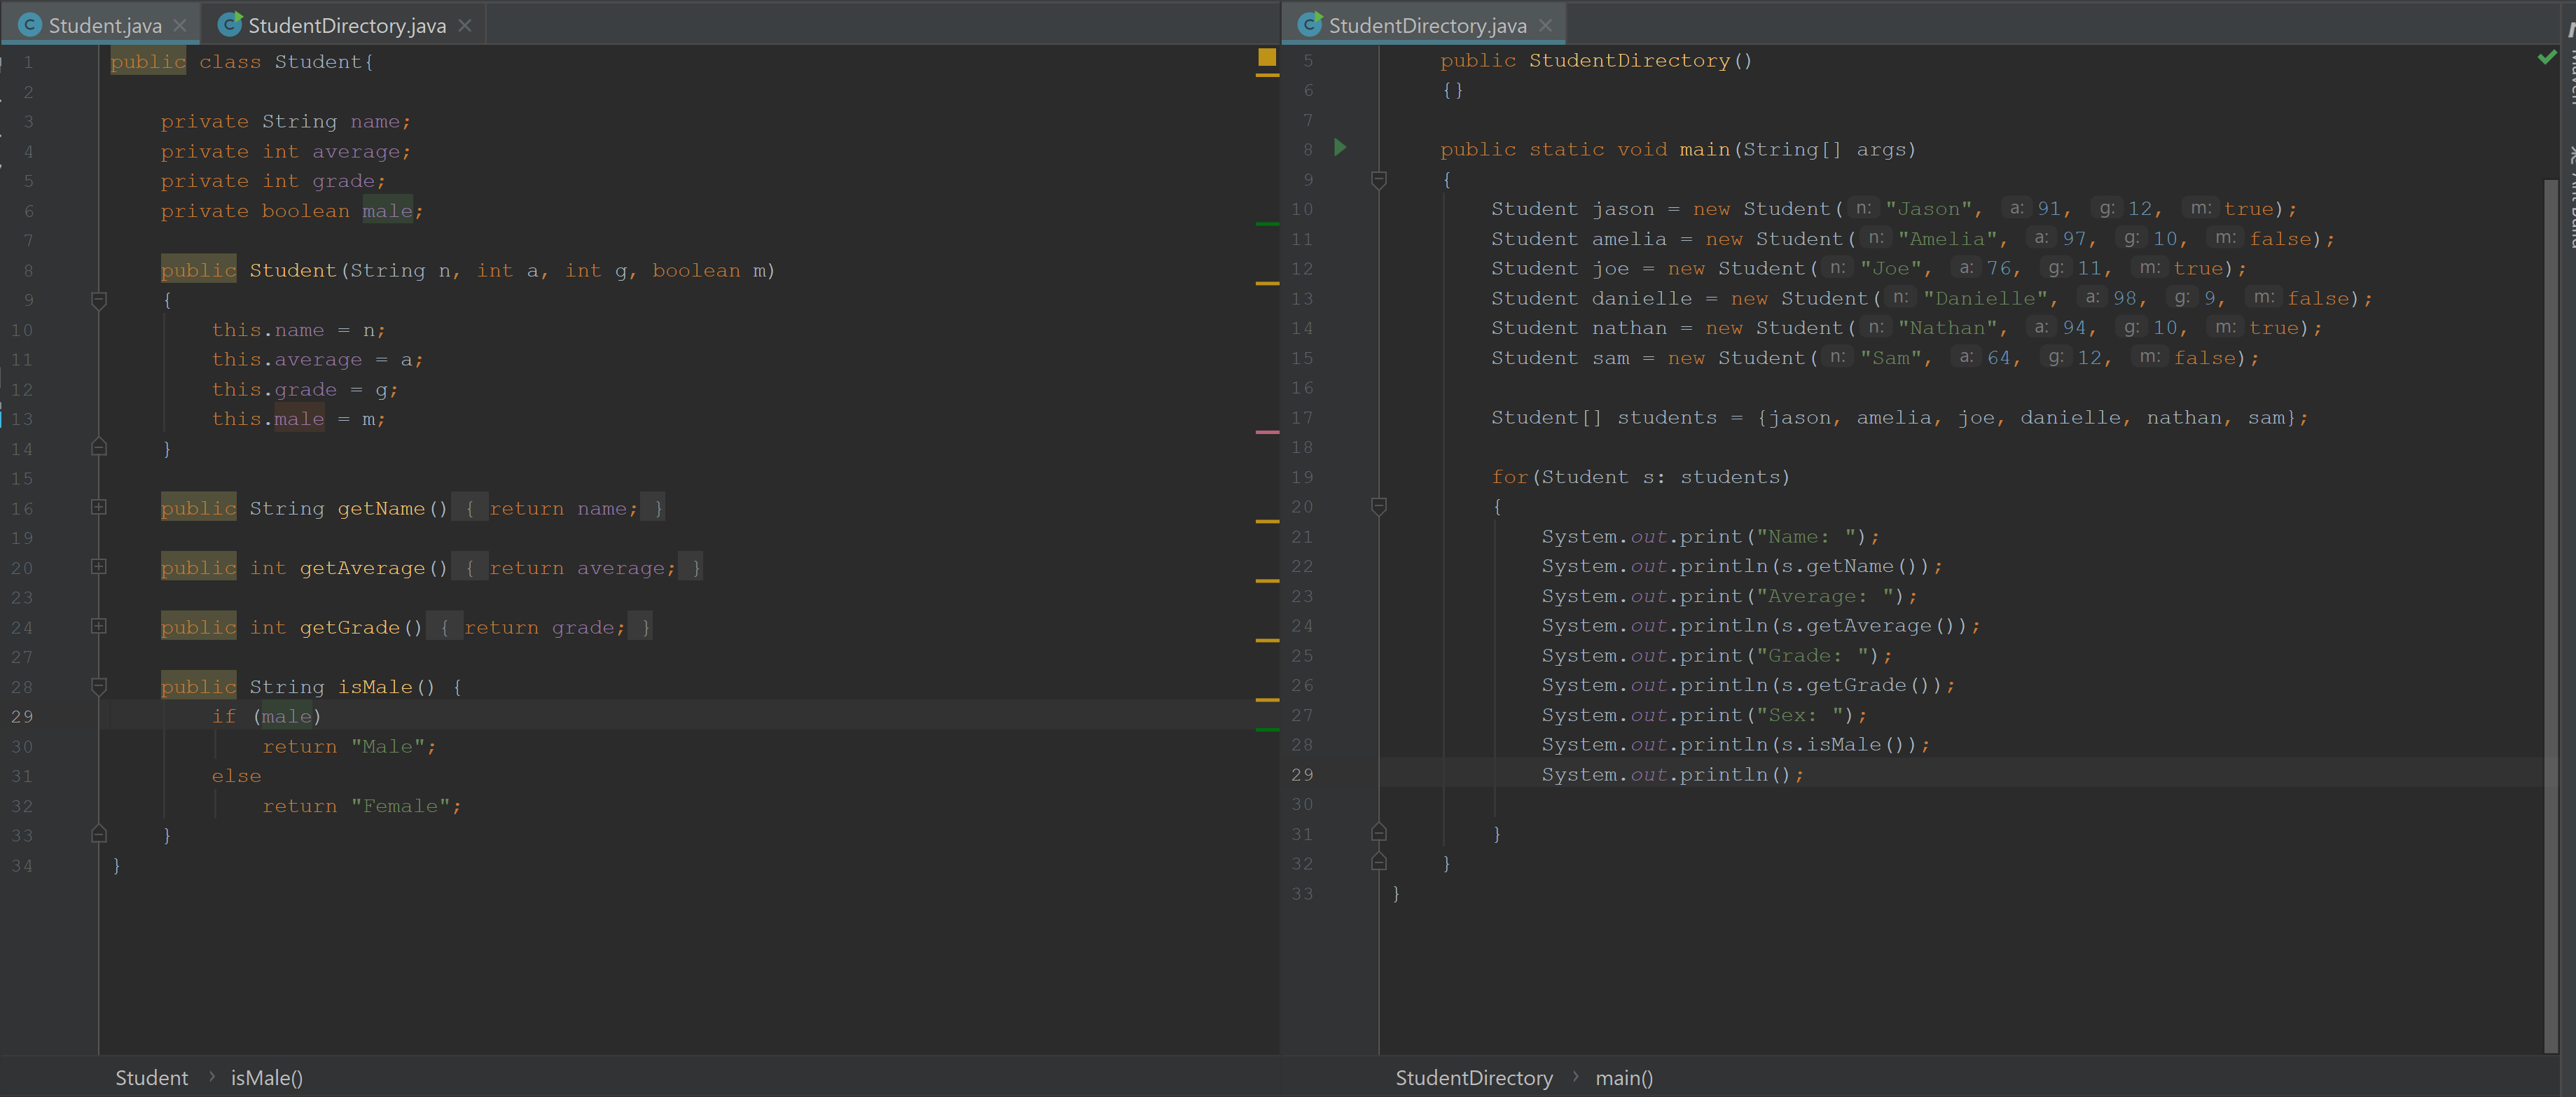 Student.java
StudentDirectory.java
1 public class Student{
2
3 private String name;
4 private int average;
5 private int grade;
6 private boolean male;
7
8 public Student(String n, int a, int g, boolean m)
9 {
10 this.name = n;
11 this.average = a;
12 this.grade = g;
13 this.male = m;
14 }
15
16 public String getName() { return name; }
19
20 public int getAverage() { return average; }
23
24 public int getGrade() { return grade; }
27
28 public String isMale() {
29 if (male)
30 return "Male";
31 else
32 return "Female";
33 }
34 }
Student > isMale()
StudentDirectory.java
5 public StudentDirectory()
6 {}
7
8 public static void main(String[] args)
9 {
10 Student jason = new Student( n: "Jason", a: 91, g: 12, m: true);
11 Student amelia = new Student( n: "Amelia", a: 97, g: 10, m: false);
12 Student joe = new Student( n: "Joe", a: 76, g: 11, m: true);
13 Student danielle = new Student( n: "Danielle", a: 98, g: 9, m: false);
14 Student nathan = new Student( n: "Nathan", a: 94, g: 10, m: true);
15 Student sam = new Student( n: "Sam", a: 64, g: 12, m: false);
16
17 Student[] students = {jason, amelia, joe, danielle, nathan, sam};
18
19 for(Student s: students)
20 {
21 System.out.print("Name: ");
22 System.out.println(s.getName());
23 System.out.print("Average: ");
24 System.out.println(s.getAverage());
25 System.out.print("Grade: ");
26 System.out.println(s.getGrade());
27 System.out.print("Sex: ");
28 System.out.println(s.isMale());
29 System.out.println();
30
31 }
32 }
33 }
StudentDirectory > main()